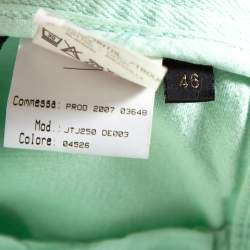 46
Commessa: PROD 2007 03648
Mod.: JTJ250 DE003
Colore: 04526